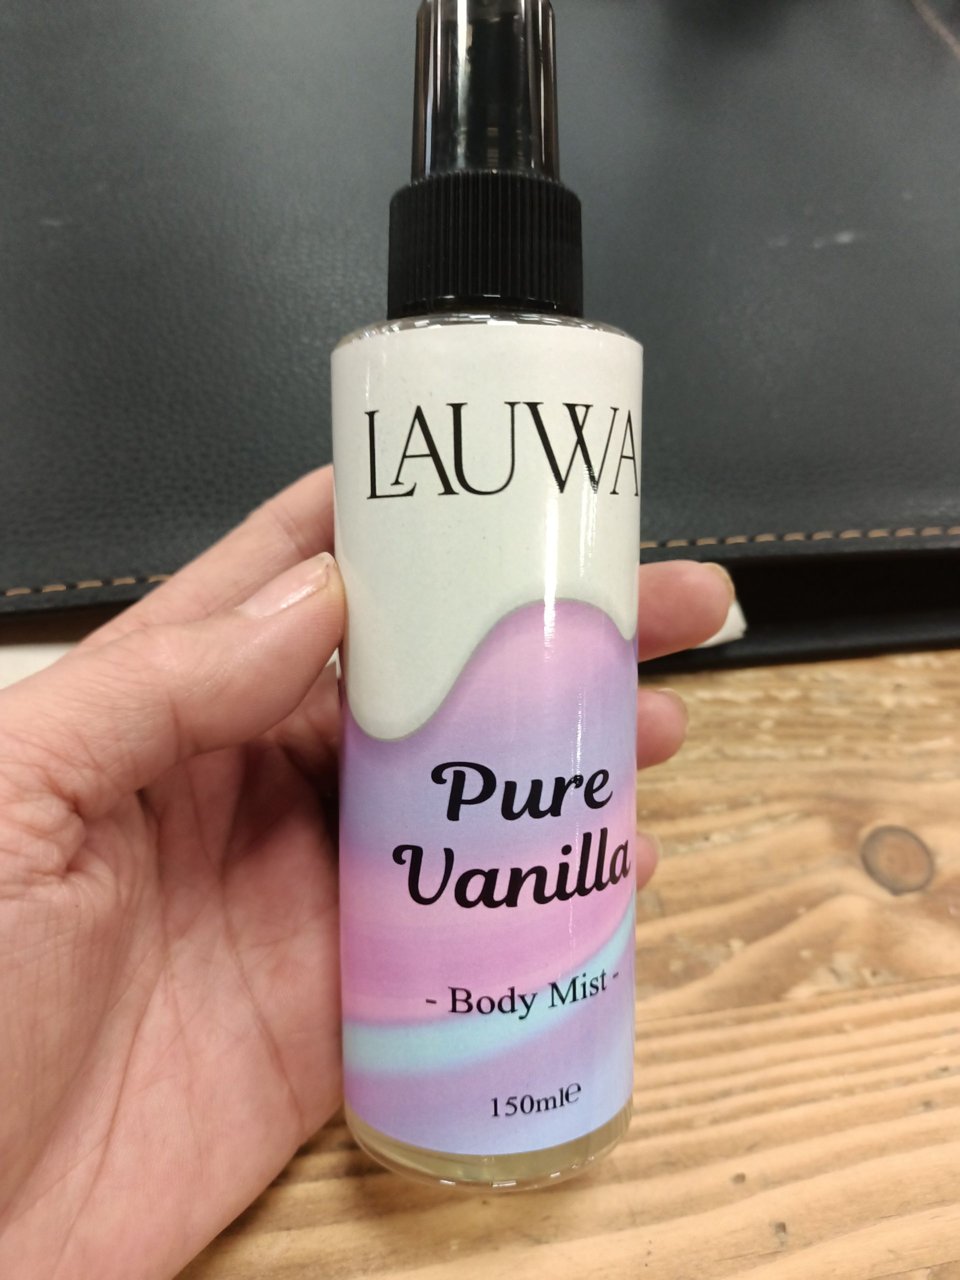 LAUWA
Pure
Vanilla
- Body Mist -
150ml℮